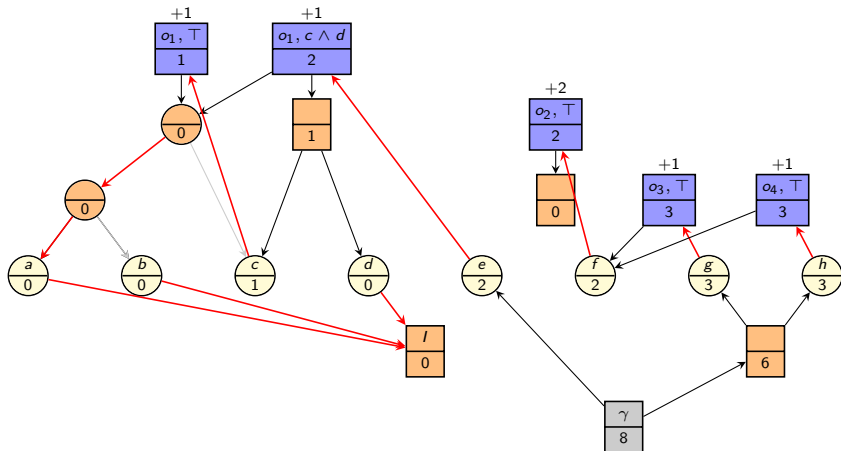 +1 +1
o₁, ⊤ o₁, c ∧ d
1 2
+2
o₂, ⊤
0 1 2
+1 +1
o₃, ⊤ o₄, ⊤
0 0 3 3
a b c d e f g h
0 0 1 0 2 2 3 3
I
0 6
γ
8